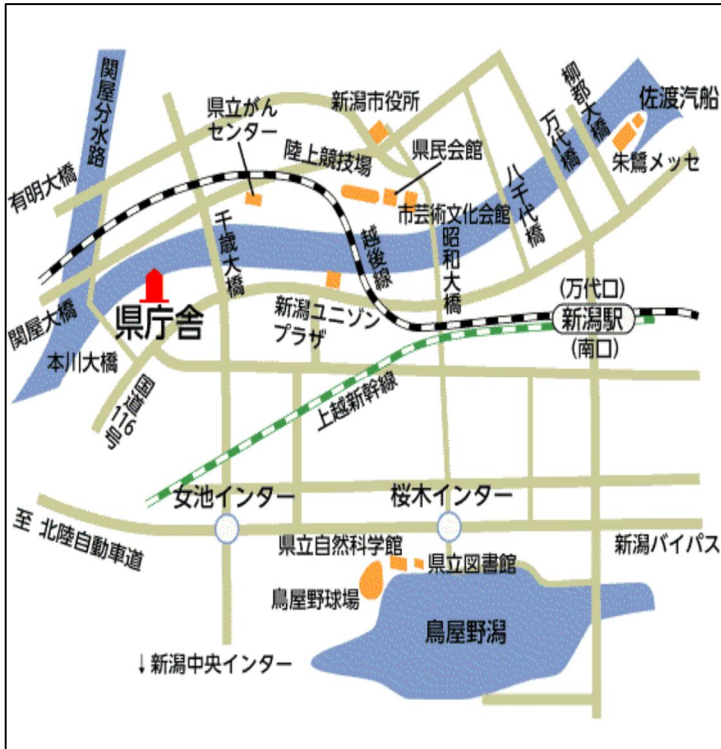 関屋分水路
県立がん
センター
新潟市役所
柳都大橋
佐渡汽船
万代橋
陸上競技場
県民会館
朱鷺メッセ
有明大橋
八千代橋
市芸術文化会館
千歳大橋
越後線
昭和大橋
関屋大橋
県庁舎
新潟ユニゾン
プラザ
(万代口)
新潟駅
(南口)
本川大橋
国道116号
上越新幹線
女池インター
桜木インター
至 北陸自動車道
県立自然科学館
新潟バイパス
県立図書館
鳥屋野球場
鳥屋野潟
↓新潟中央インター